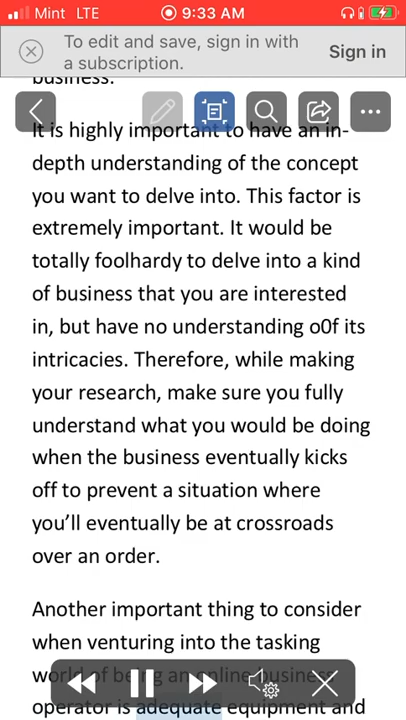 Mint LTE 9:33 AM
To edit and save, sign in with
a subscription.
Sign in
business.
It is highly important to have an in-
depth understanding of the concept
you want to delve into. This factor is
extremely important. It would be
totally foolhardy to delve into a kind
of business that you are interested
in, but have no understanding o0f its
intricacies. Therefore, while making
your research, make sure you fully
understand what you would be doing
when the business eventually kicks
off to prevent a situation where
you’ll eventually be at crossroads
over an order.
Another important thing to consider
when venturing into the tasking
world of being an online business
operator is adequate equipment and